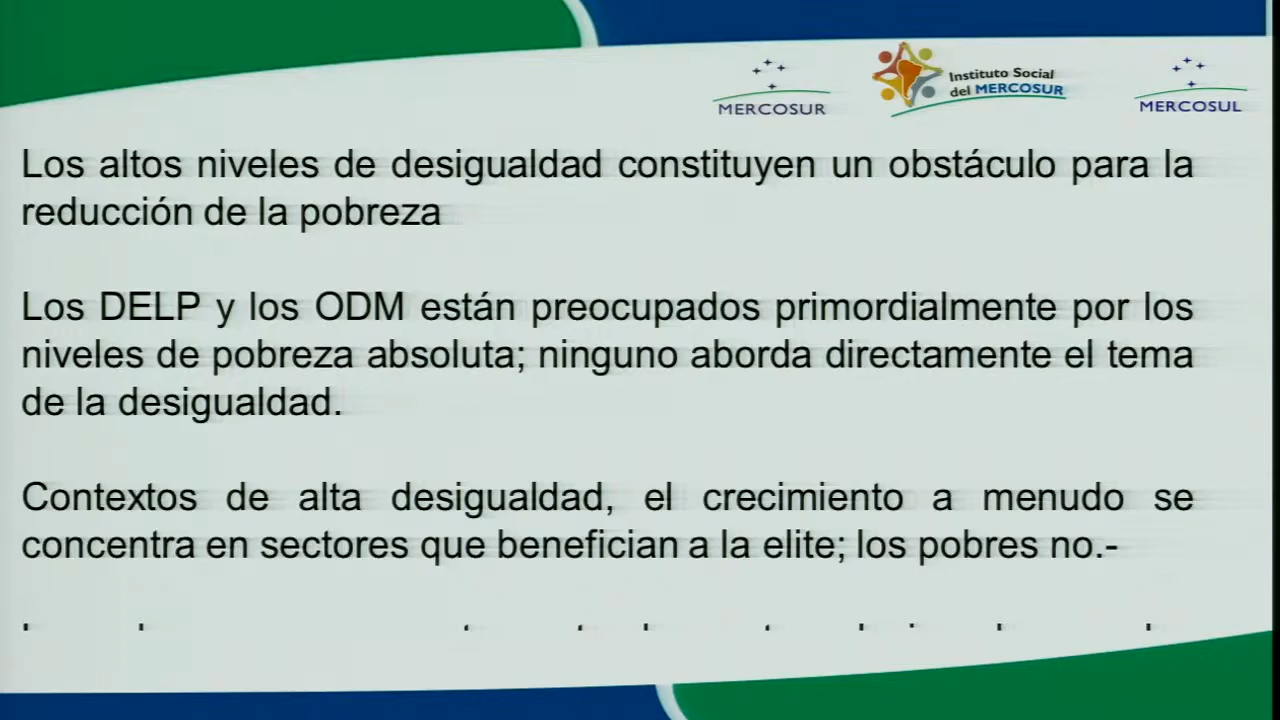 MERCOSUR
Instituto Social
del MERCOSUR
MERCOSUL
Los altos niveles de desigualdad constituyen un obstáculo para la
reducción de la pobreza
Los DELP y los ODM están preocupados primordialmente por los
niveles de pobreza absoluta; ninguno aborda directamente el tema
de la desigualdad.
Contextos de alta desigualdad, el crecimiento a menudo se
concentra en sectores que benefician a la elite; los pobres no.-